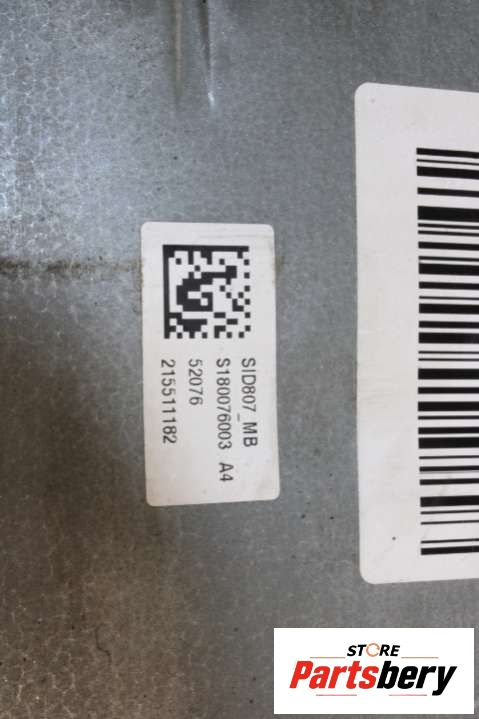 SID807_MB
S180076003 A4
52076
215511182
STORE
Partsbery